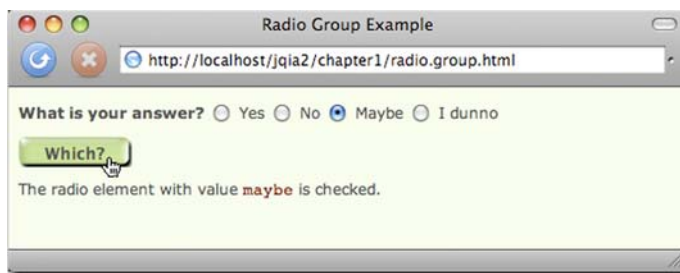 Radio Group Example
http://localhost/jqia2/chapter1/radio.group.html
What is your answer? Yes No Maybe I dunno
Which?
The radio element with value maybe is checked.